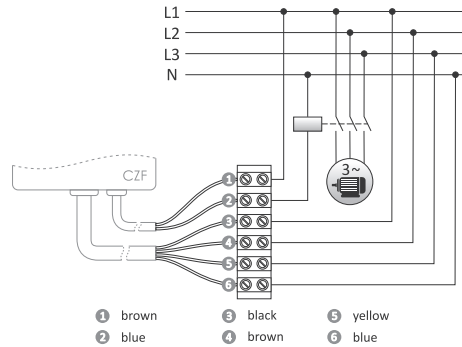 L1
L2
L3
N
3~
CZF
1
2
3
4
5
6
1 brown 3 black 5 yellow
2 blue 4 brown 6 blue